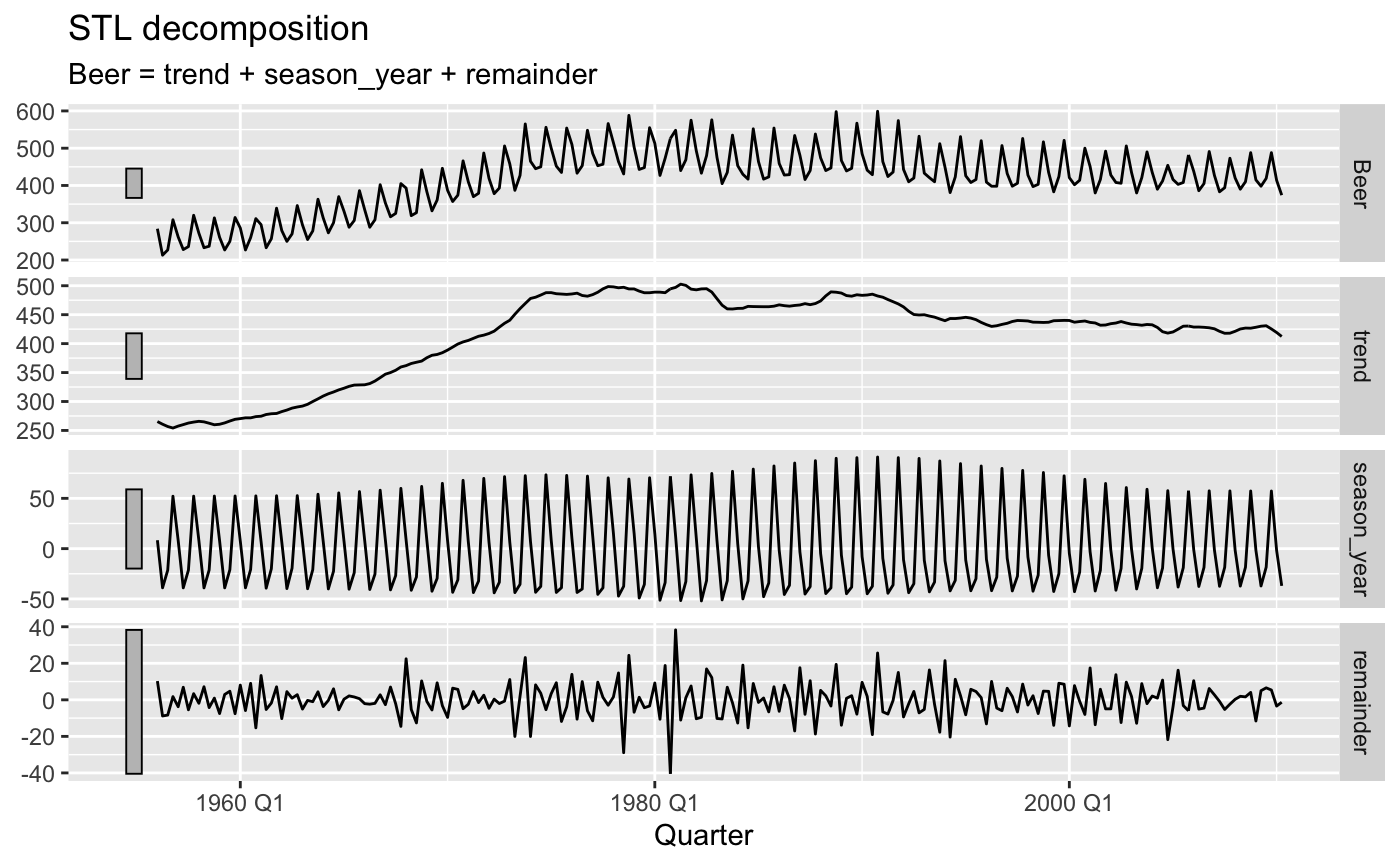 STL decomposition
Beer = trend + season_year + remainder
600
500
400
300
200
Beer
500
450
400
350
300
250
trend
50
0
-50
season_year
40
20
0
-20
-40
remainder
1960 Q1 1980 Q1 2000 Q1
Quarter